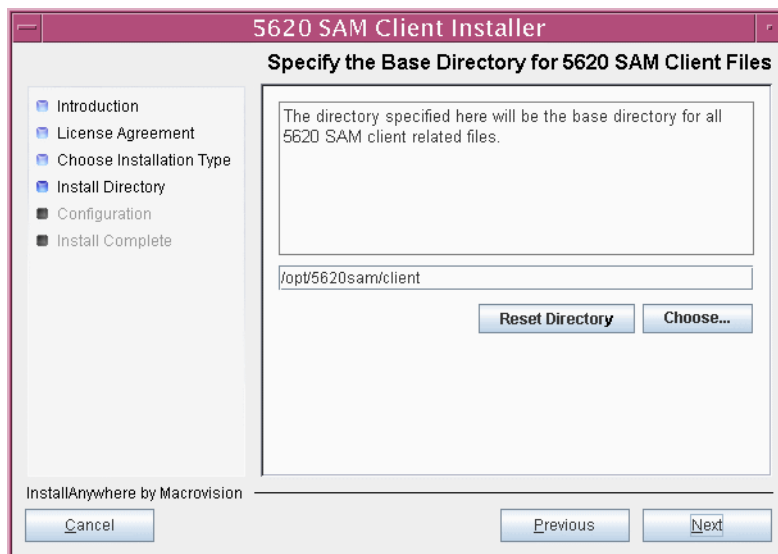 5620 SAM Client Installer
Specify the Base Directory for 5620 SAM Client Files
Introduction
License Agreement
Choose Installation Type
Install Directory
Configuration
Install Complete
The directory specified here will be the base directory for all
5620 SAM client related files.
/opt/5620sam/client
Reset Directory
Choose...
InstallAnywhere by Macrovision
Cancel
Previous
Next